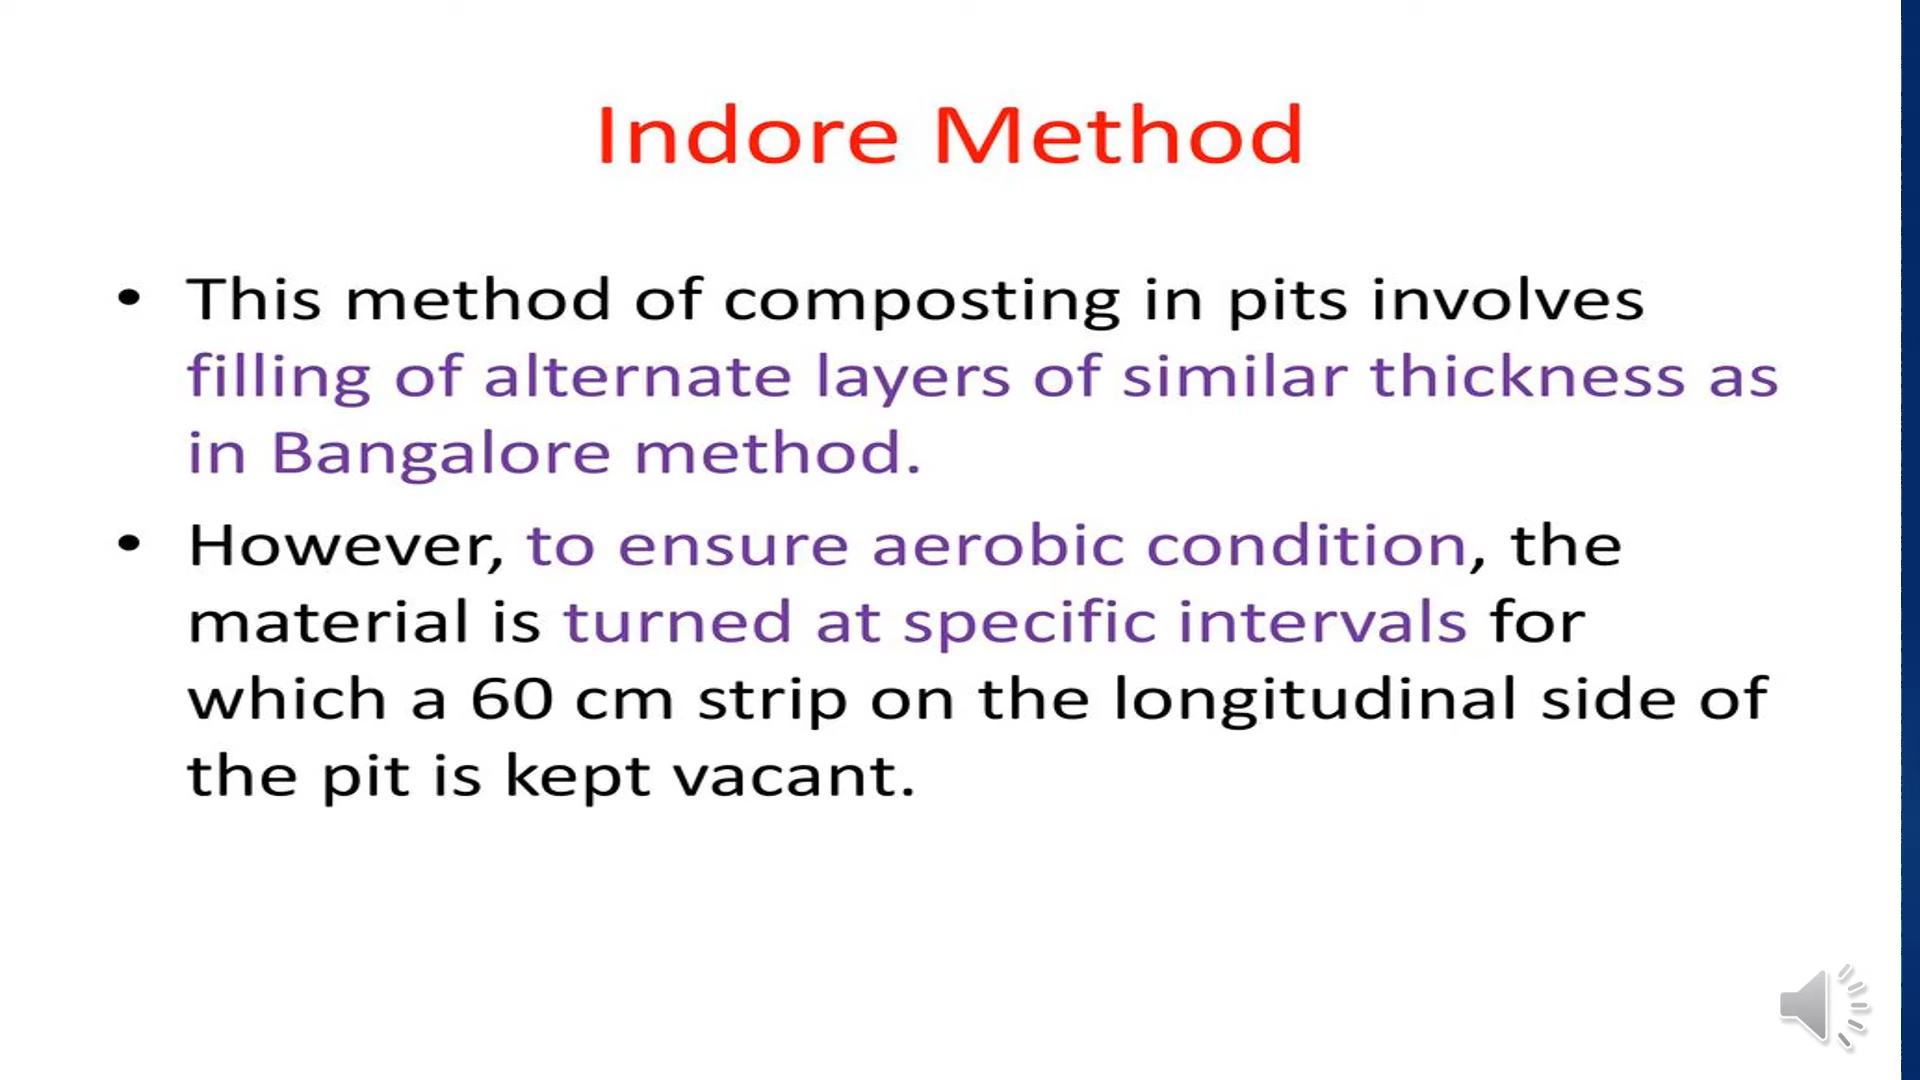 Indore Method
• This method of composting in pits involves
filling of alternate layers of similar thickness as
in Bangalore method.
• However, to ensure aerobic condition, the
material is turned at specific intervals for
which a 60 cm strip on the longitudinal side of
the pit is kept vacant.